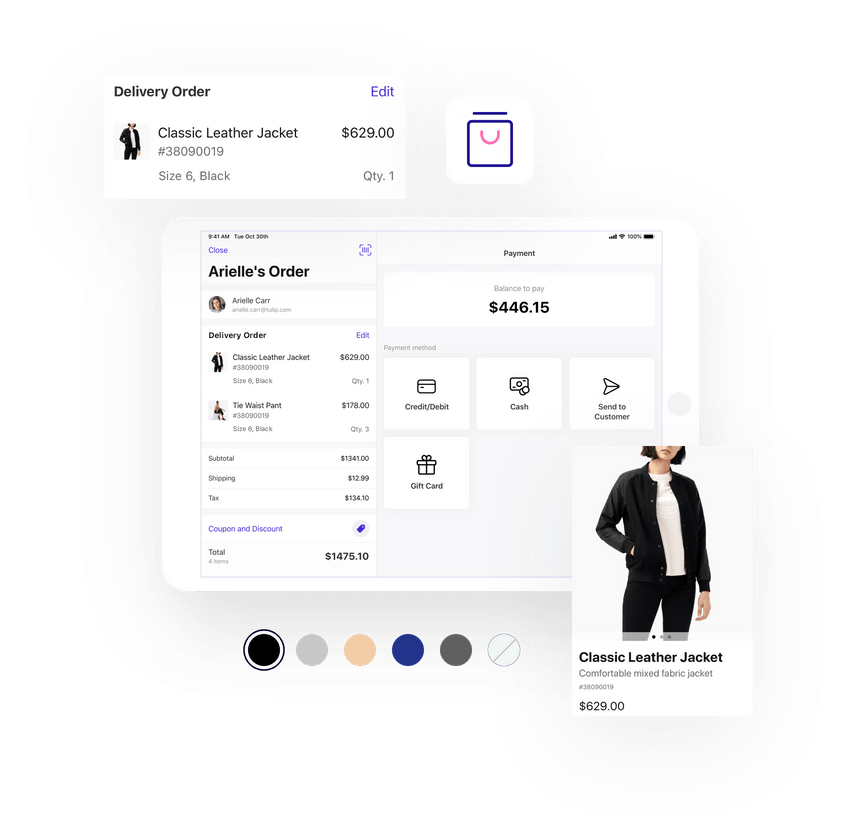 Delivery Order Edit
Classic Leather Jacket $629.00
#38090019
Size 6, Black Qty. 1
9:41 AM Tue Oct 30th 100%
Close
Payment
Arielle's Order
Balance to pay
$446.15
Arielle Carr
arielle.carr@tulip.com
Delivery Order Edit
Payment method
Classic Leather Jacket $629.00
#38090019
Size 6, Black Qty. 1
Tie Waist Pant $178.00
#38090019
Size 6, Black Qty. 3
Credit/Debit
Cash
Send to
Customer
Gift Card
Subtotal $1341.00
Shipping $12.99
Tax $134.10
Coupon and Discount
Total $1475.10
4 items
Classic Leather Jacket
Comfortable mixed fabric jacket
#38090019
$629.00